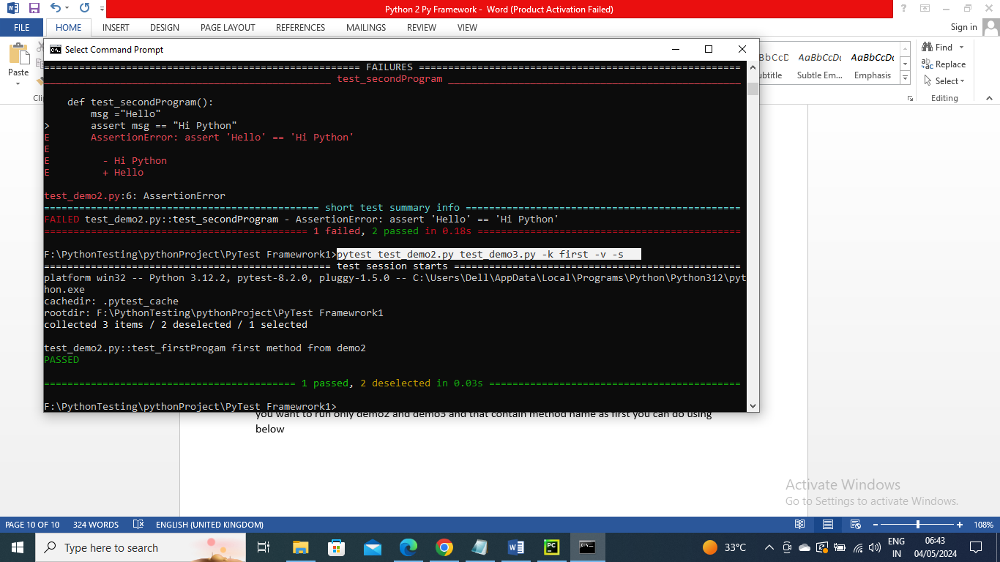 Python 2 Py Framework - Word (Product Activation Failed)
FILE HOME INSERT DESIGN PAGE LAYOUT REFERENCES MAILINGS REVIEW VIEW Sign in
Paste
Subtle Em... Emphasis
Find
Replace
Select
Editing
Select Command Prompt
=============================================== FAILURES ===============================================
test_secondProgram
def test_secondProgram():
msg ="Hello"
> assert msg == "Hi Python"
E AssertionError: assert 'Hello' == 'Hi Python'
E
E - Hi Python
E + Hello
test_demo2.py:6: AssertionError
=============================================== short test summary info ===============================================
FAILED test_demo2.py::test_secondProgram - AssertionError: assert 'Hello' == 'Hi Python'
============================================= 1 failed, 2 passed in 0.18s =============================================
F:\PythonTesting\pythonProject\PyTest Framewrork1>pytest test_demo2.py test_demo3.py -k first -v -s
================================================= test session starts =================================================
platform win32 -- Python 3.12.2, pytest-8.2.0, pluggy-1.5.0 -- C:\Users\Dell\AppData\Local\Programs\Python\Python312\pyt
hon.exe
cachedir: .pytest_cache
rootdir: F:\PythonTesting\pythonProject\PyTest Framewrork1
collected 3 items / 2 deselected / 1 selected
test_demo2.py::test_firstProgam first method from demo2
PASSED
=========================================== 1 passed, 2 deselected in 0.03s ===========================================
F:\PythonTesting\pythonProject\PyTest Framewrork1>
you want to run only demo2 and demo3 and that contain method name as first you can do using
below
Activate Windows
Go to Settings to activate Windows.
PAGE 10 OF 10 324 WORDS ENGLISH (UNITED KINGDOM) 108%
Type here to search
33°C
ENG
IN
06:43
04/05/2024